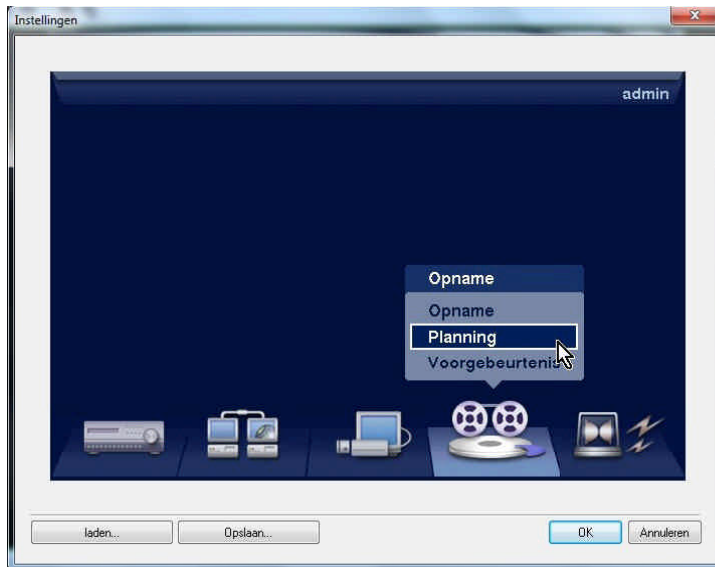 Instellingen
admin
Opname
Opname
Planning
Voorgebeurtenis
laden...
Opslaan...
OK
Annuleren